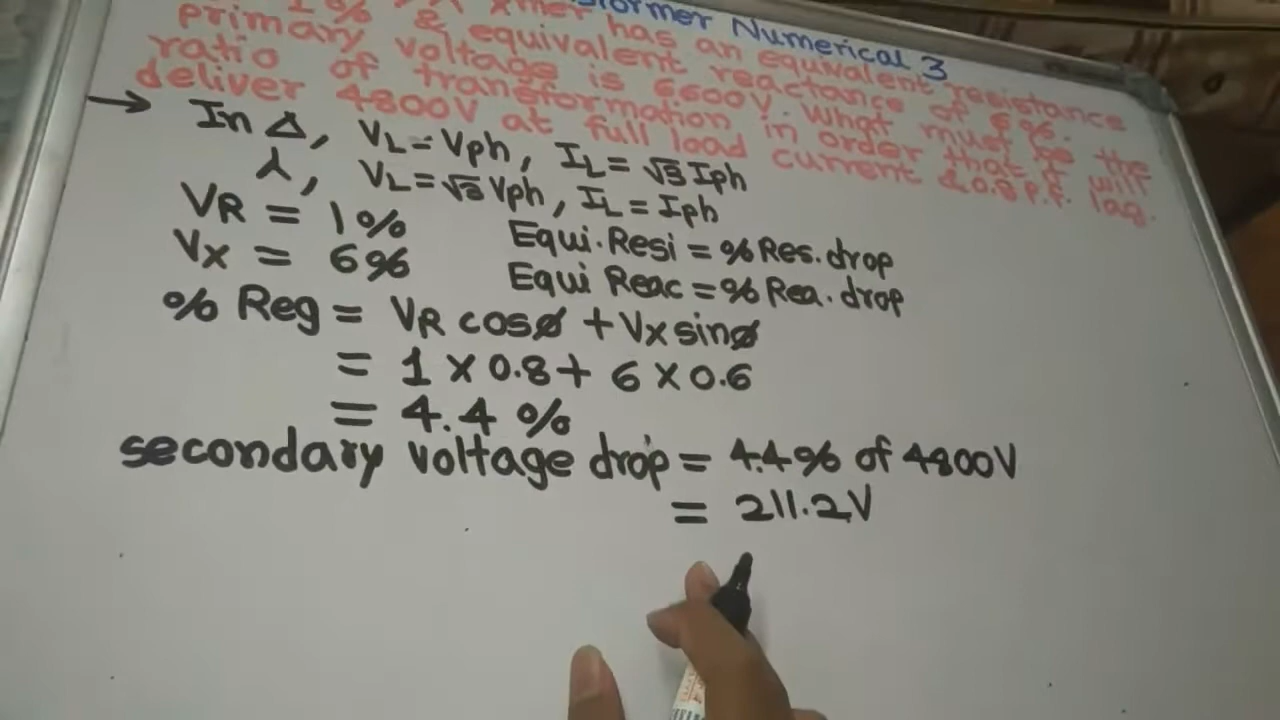 sformer Numerical 3
1% Xmer has an equivalent resistance
& equivalent reactance of 6%.
primary voltage is 6600V. What must be the
ratio of transformation in order that it will
deliver 4800V at full load current & 0.8 P.f. lag.
→ In Δ, VL = Vph, IL = √3 Iph
⅄, VL = √3 Vph, IL = Iph
VR = 1% Equi. Resi = % Res. drop
Vx = 6% Equi Reac = % Rea. drop
% Reg = VR cosø + Vx sinø
= 1 X 0.8 + 6 X 0.6
= 4.4 %
secondary voltage drop = 4.4% of 4800V
= 211.2V